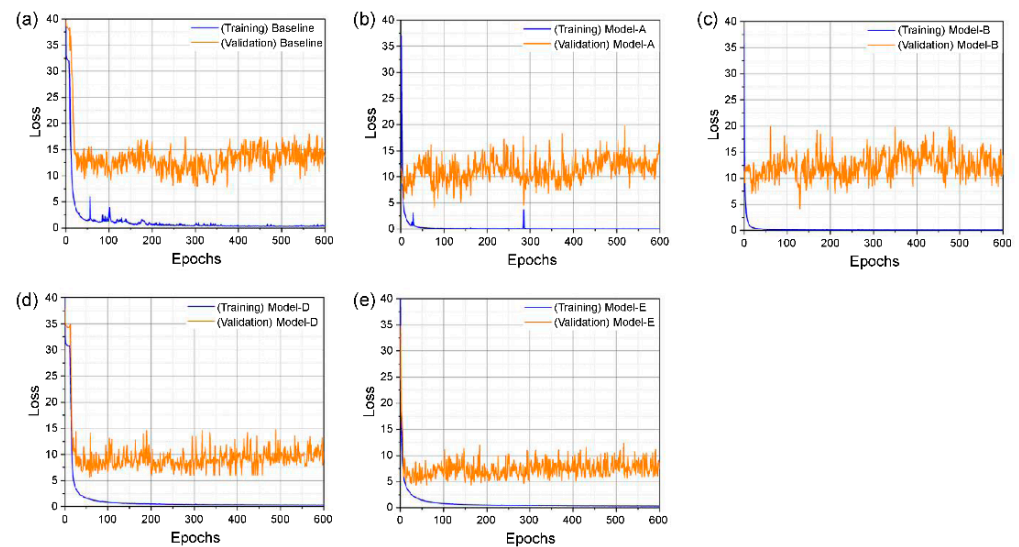 (a)
(Training) Baseline
(Validation) Baseline
Loss
40
35
30
25
20
15
10
5
0
0 100 200 300 400 500 600
Epochs
(b)
(Training) Model-A
(Validation) Model-A
Loss
40
35
30
25
20
15
10
5
0
0 100 200 300 400 500 600
Epochs
(c)
(Training) Model-B
(Validation) Model-B
Loss
40
35
30
25
20
15
10
5
0
0 100 200 300 400 500 600
Epochs
(d)
(Training) Model-D
(Validation) Model-D
Loss
40
35
30
25
20
15
10
5
0
0 100 200 300 400 500 600
Epochs
(e)
(Training) Model-E
(Validation) Model-E
Loss
40
35
30
25
20
15
10
5
0
0 100 200 300 400 500 600
Epochs